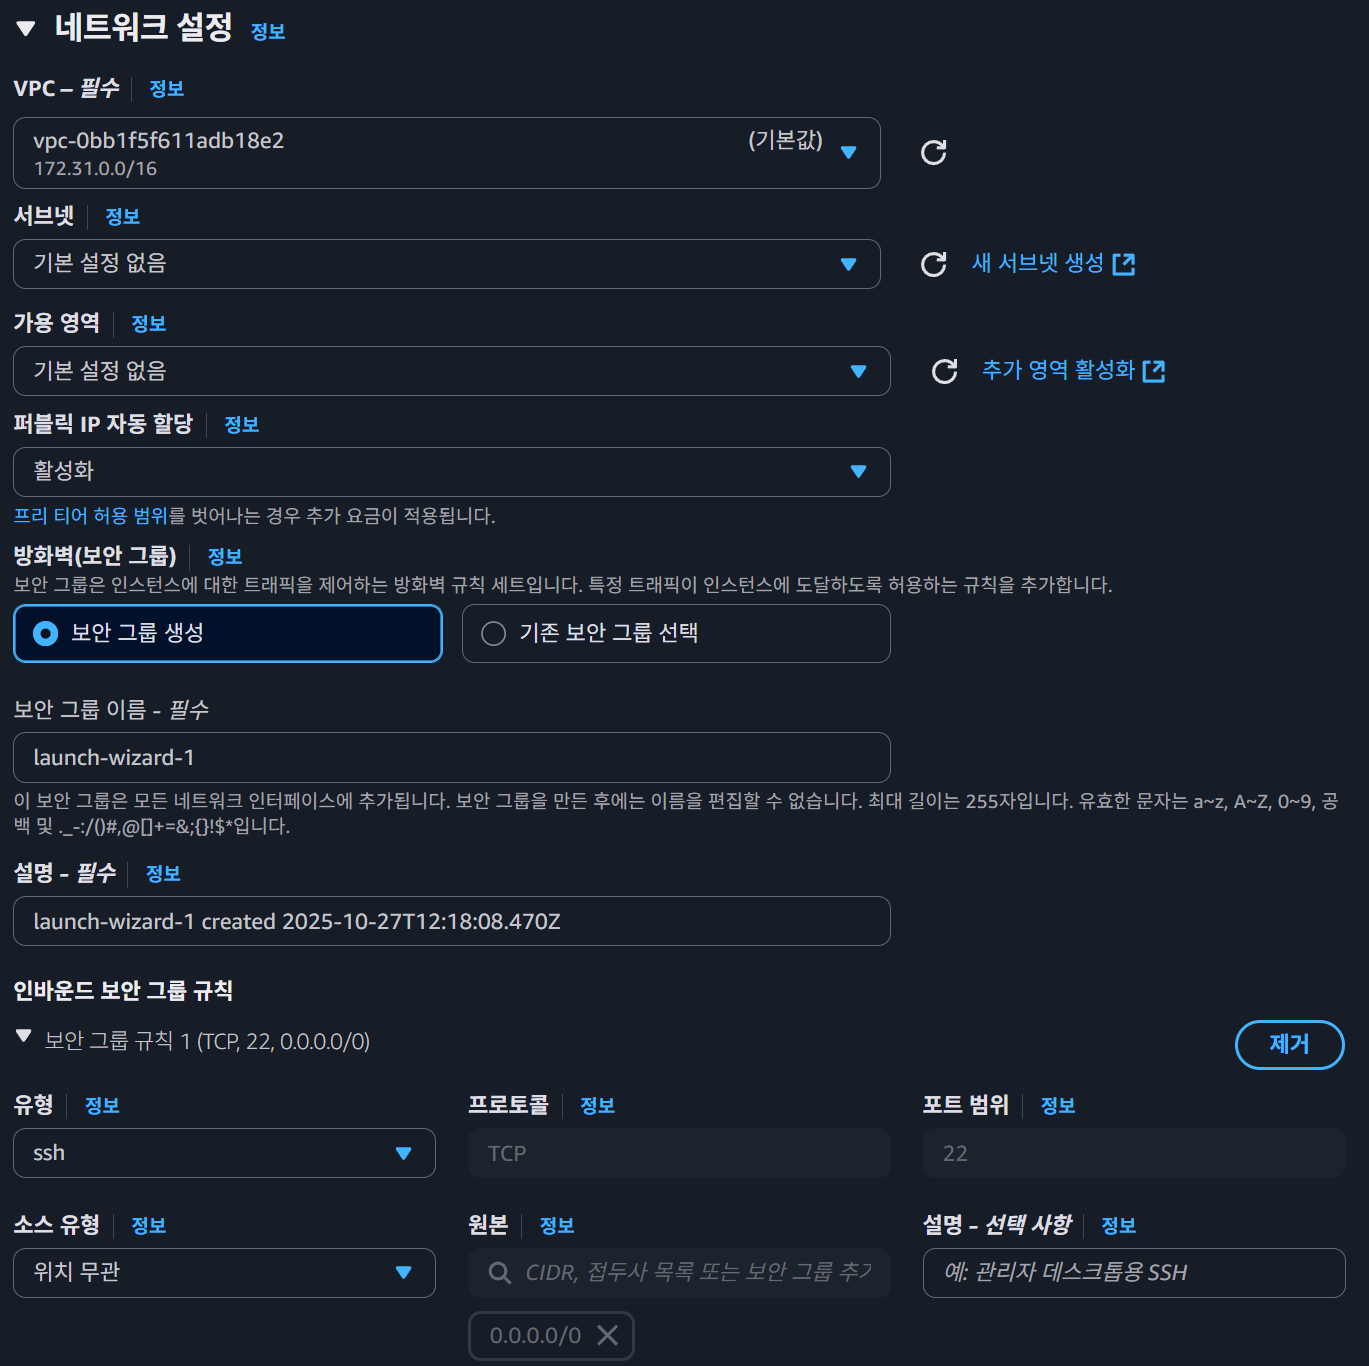 네트워크 설정 정보
VPC – 필수 정보
vpc-0bb1f5f611adb18e2 (기본값)
172.31.0.0/16
서브넷 정보
기본 설정 없음
새 서브넷 생성
가용 영역 정보
기본 설정 없음
추가 영역 활성화
퍼블릭 IP 자동 할당 정보
활성화
프리 티어 허용 범위를 벗어나는 경우 추가 요금이 적용됩니다.
방화벽(보안 그룹) 정보
보안 그룹은 인스턴스에 대한 트래픽을 제어하는 방화벽 규칙 세트입니다. 특정 트래픽이 인스턴스에 도달하도록 허용하는 규칙을 추가합니다.
보안 그룹 생성 기존 보안 그룹 선택
보안 그룹 이름 - 필수
launch-wizard-1
이 보안 그룹은 모든 네트워크 인터페이스에 추가됩니다. 보안 그룹을 만든 후에는 이름을 편집할 수 없습니다. 최대 길이는 255자입니다. 유효한 문자는 a~z, A~Z, 0~9, 공
백 및 ._-:/()#,@[]+=&;{}!$*입니다.
설명 - 필수 정보
launch-wizard-1 created 2025-10-27T12:18:08.470Z
인바운드 보안 그룹 규칙
보안 그룹 규칙 1 (TCP, 22, 0.0.0.0/0) 제거
유형 정보 프로토콜 정보 포트 범위 정보
ssh TCP 22
소스 유형 정보 원본 정보 설명 - 선택 사항 정보
위치 무관 CIDR, 접두사 목록 또는 보안 그룹 추가 예: 관리자 데스크톱용 SSH
0.0.0.0/0